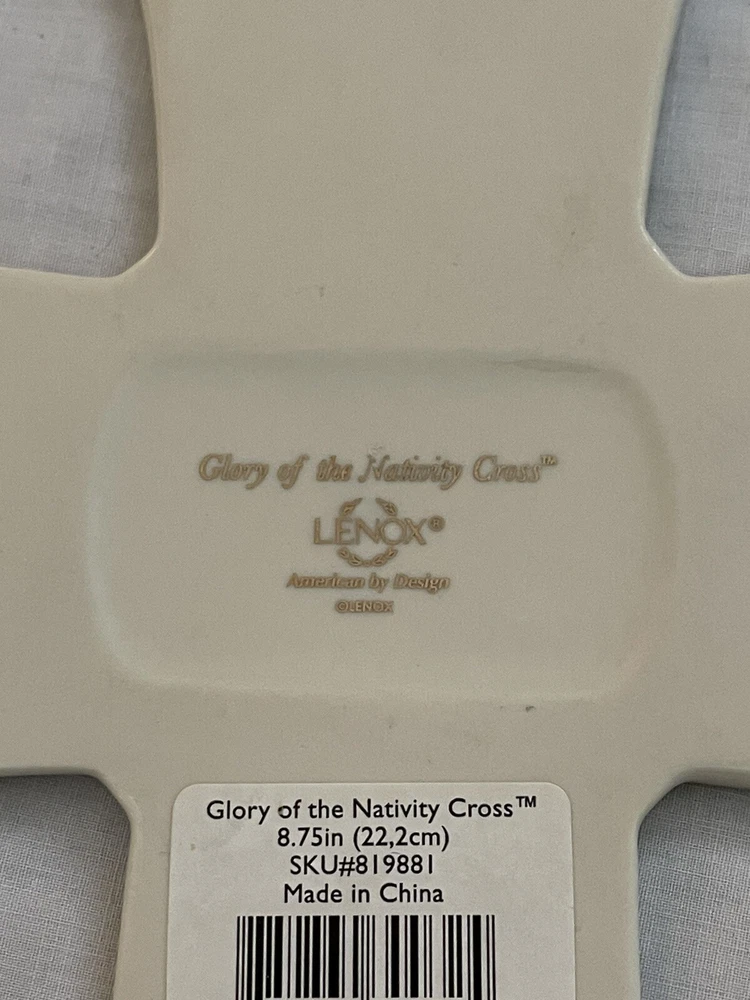 Glory of the Nativity Cross™
LENOX®
American by Design
©LENOX
Glory of the Nativity Cross™
8.75in (22,2cm)
SKU#819881
Made in China